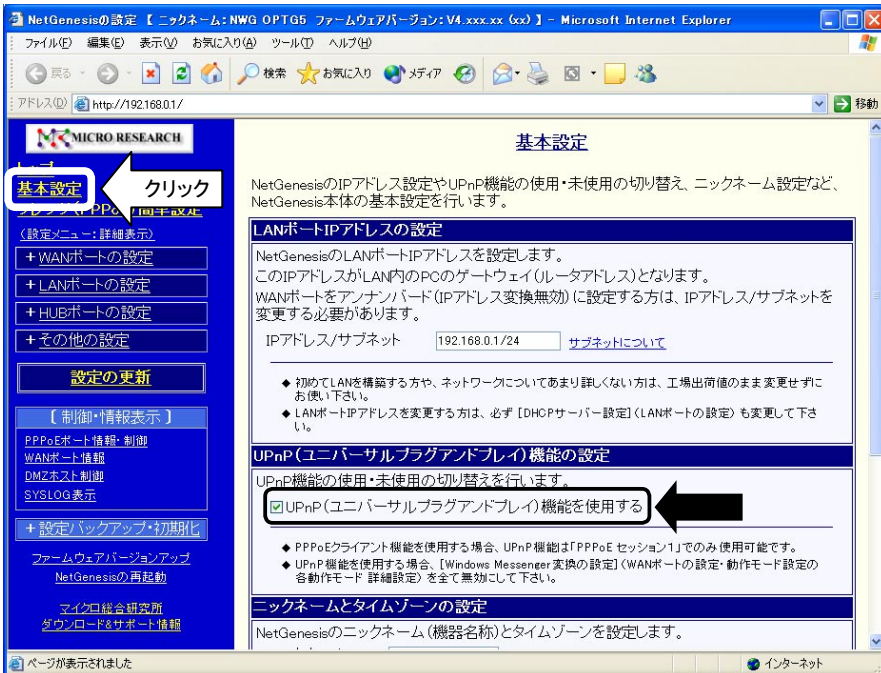 NetGenesisの設定 【 ニックネーム：NWG OPTG5 ファームウェアバージョン：V4.xxx.xx (xx) 】 - Microsoft Internet Explorer
ファイル(F) 編集(E) 表示(V) お気に入り(A) ツール(T) ヘルプ(H)
戻る 検索 お気に入り メディア
アドレス(D) http://192.168.0.1/ 移動
MICRO RESEARCH
トップ
基本設定
クリック
(設定メニュー：詳細表示)
+WANポートの設定
+LANポートの設定
+HUBポートの設定
+その他の設定
設定の更新
〔 制御・情報表示 〕
PPPoEポート情報・制御
WANポート情報
DMZホスト制御
SYSLOG表示
+設定バックアップ・初期化
ファームウェアバージョンアップ
NetGenesisの再起動
マイクロ総合研究所
ダウンロード&サポート情報
基本設定
NetGenesisのIPアドレス設定やUPnP機能の使用・未使用の切り替え、ニックネーム設定など、
NetGenesis本体の基本設定を行います。
LANポートIPアドレスの設定
NetGenesisのLANポートIPアドレスを設定します。
このIPアドレスがLAN内のPCのゲートウェイ(ルータアドレス)となります。
WANポートをアンナンバード(IPアドレス変換無効)に設定する方は、IPアドレス/サブネットを
変更する必要があります。
IPアドレス/サブネット 192.168.0.1/24 サブネットについて
◆ 初めてLANを構築する方や、ネットワークについてあまり詳しくない方は、工場出荷値のまま変更せずに
お使い下さい。
◆ LANポートIPアドレスを変更する方は、必ず [DHCPサーバー設定](LANポートの設定) も変更して下さ
い。
UPnP(ユニバーサルプラグアンドプレイ)機能の設定
UPnP機能の使用・未使用の切り替えを行います。
UPnP(ユニバーサルプラグアンドプレイ)機能を使用する
◆ PPPoEクライアント機能を使用する場合、UPnP機能は「PPPoE セッション1」でのみ使用可能です。
◆ UPnP機能を使用する場合、[Windows Messenger変換の設定](WANポートの設定・動作モード設定の
各動作モード 詳細設定) を全て無効にして下さい。
ニックネームとタイムゾーンの設定
NetGenesisのニックネーム(機器名称)とタイムゾーンを設定します。
ページが表示されました インターネット